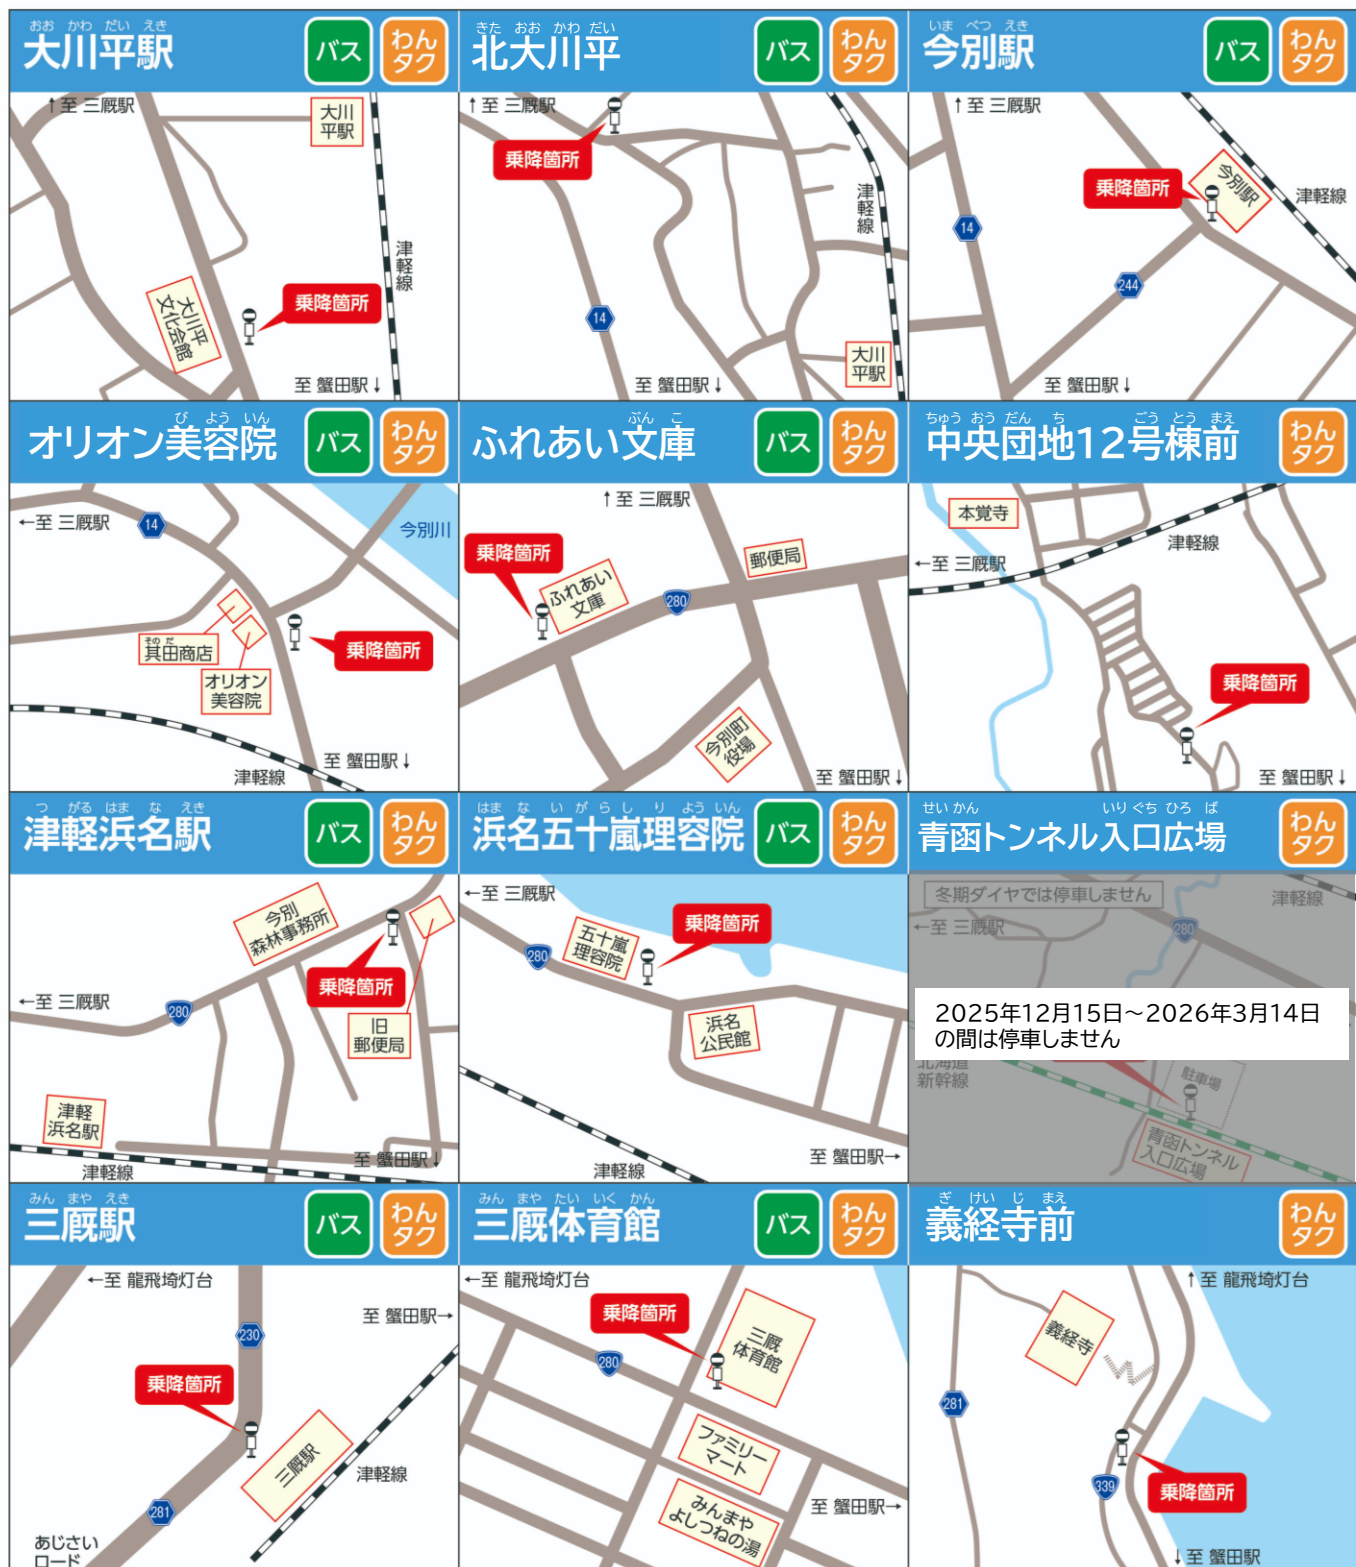 おお かわ だい えき
大川平駅
バス
わん
タク
↑至 三厩駅
大川
平駅
津軽線
乗降箇所
大川平
文化会館
至 蟹田駅↓
きた おお かわ だい
北大川平
バス
わん
タク
↑至 三厩駅
乗降箇所
津軽線
14
大川
平駅
至 蟹田駅↓
いま べつ えき
今別駅
バス
わん
タク
↑至 三厩駅
今別駅
乗降箇所
津軽線
14
244
至 蟹田駅↓
び よう いん
オリオン美容院
バス
わん
タク
←至 三厩駅
14
今別川
その だ
其田商店
乗降箇所
オリオン
美容院
至 蟹田駅↓
津軽線
ぶん こ
ふれあい文庫
バス
わん
タク
↑至 三厩駅
乗降箇所
郵便局
ふれあい
文庫
280
今別町
役場
至 蟹田駅↓
ちゅう おう だん ち ごう とう まえ
中央団地12号棟前
わん
タク
本覚寺
津軽線
←至 三厩駅
乗降箇所
至 蟹田駅↓
つ がる はま な えき
津軽浜名駅
バス
わん
タク
今別
森林事務所
乗降箇所
←至 三厩駅
280
旧
郵便局
津軽
浜名駅
至 蟹田駅↓
津軽線
はま な い が ら し り よう いん
浜名五十嵐理容院
バス
わん
タク
←至 三厩駅
乗降箇所
五十嵐
理容院
280
浜名
公民館
至 蟹田駅→
津軽線
せい かん いり ぐち ひろ ば
青函トンネル入口広場
わん
タク
冬期ダイヤでは停車しません
津軽線
←至 三厩駅
280
2025年12月15日～2026年3月14日
の間は停車しません
北海道
新幹線
駐車場
青函トンネル
入口広場
みん まや えき
三厩駅
バス
わん
タク
←至 龍飛埼灯台
至 蟹田駅→
230
乗降箇所
三厩駅
津軽線
281
あじさい
ロード
みん まや たい いく かん
三厩体育館
バス
わん
タク
←至 龍飛埼灯台
乗降箇所
三厩
体育館
280
ファミリー
マート
みんまや
よしつねの湯
至 蟹田駅→
ぎ けい じ まえ
義経寺前
わん
タク
↑至 龍飛埼灯台
義経寺
281
339
乗降箇所
↓至 蟹田駅